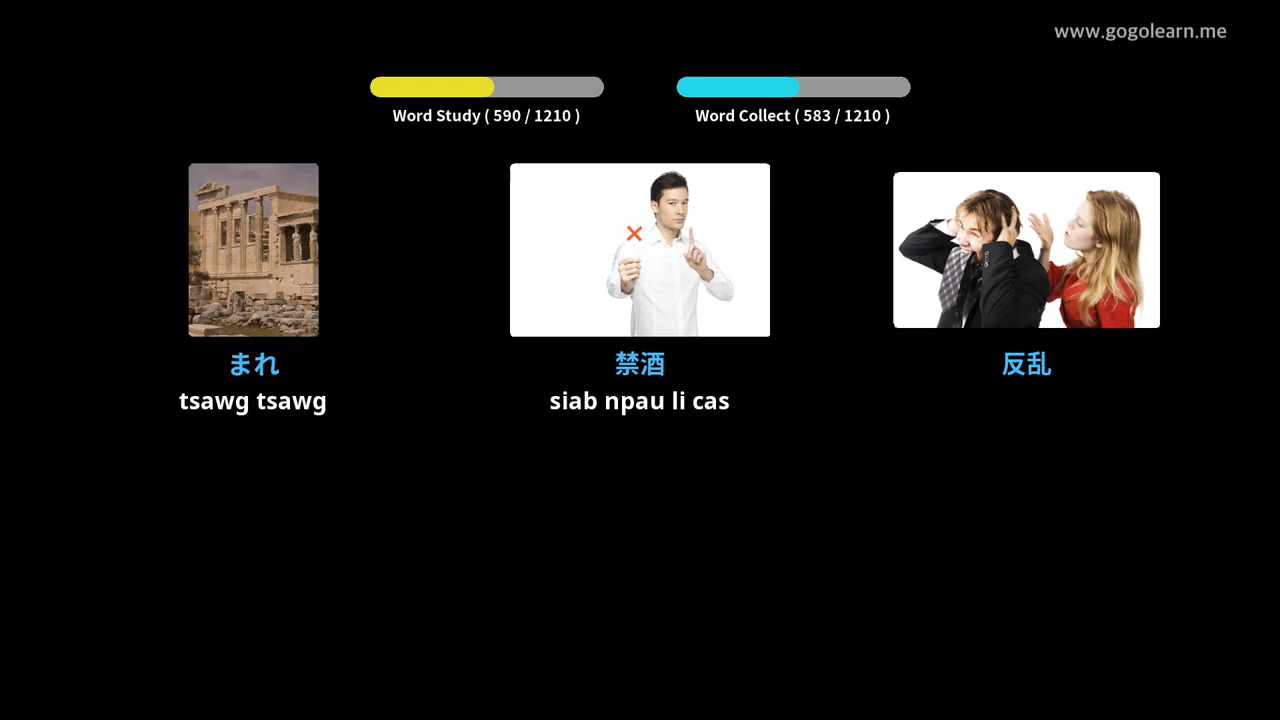 www.gogolearn.me
Word Study ( 590 / 1210 )
Word Collect ( 583 / 1210 )
まれ
禁酒
反乱
tsawg tsawg
siab npau li cas